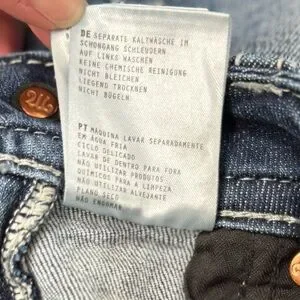 DE SEPARATE KALTWÄSCHE IM
SCHONGANG SCHLEUDERN
AUF LINKS WASCHEN
KEINE CHEMISCHE REINIGUNG
NICHT BLEICHEN
LIEGEND TROCKNEN
NICHT BÜGELN
PT MÁQUINA LAVAR SEPARADAMENTE
EM ÁGUA FRIA
CICLO DELICADO
LAVAR DE DENTRO PARA FORA
NÃO UTILIZAR PRODUTOS
QUÍMICOS PARA A LIMPEZA
NÃO UTILIZAR ALVEJANTE
PLANO SECO
NÃO ENGOMAR